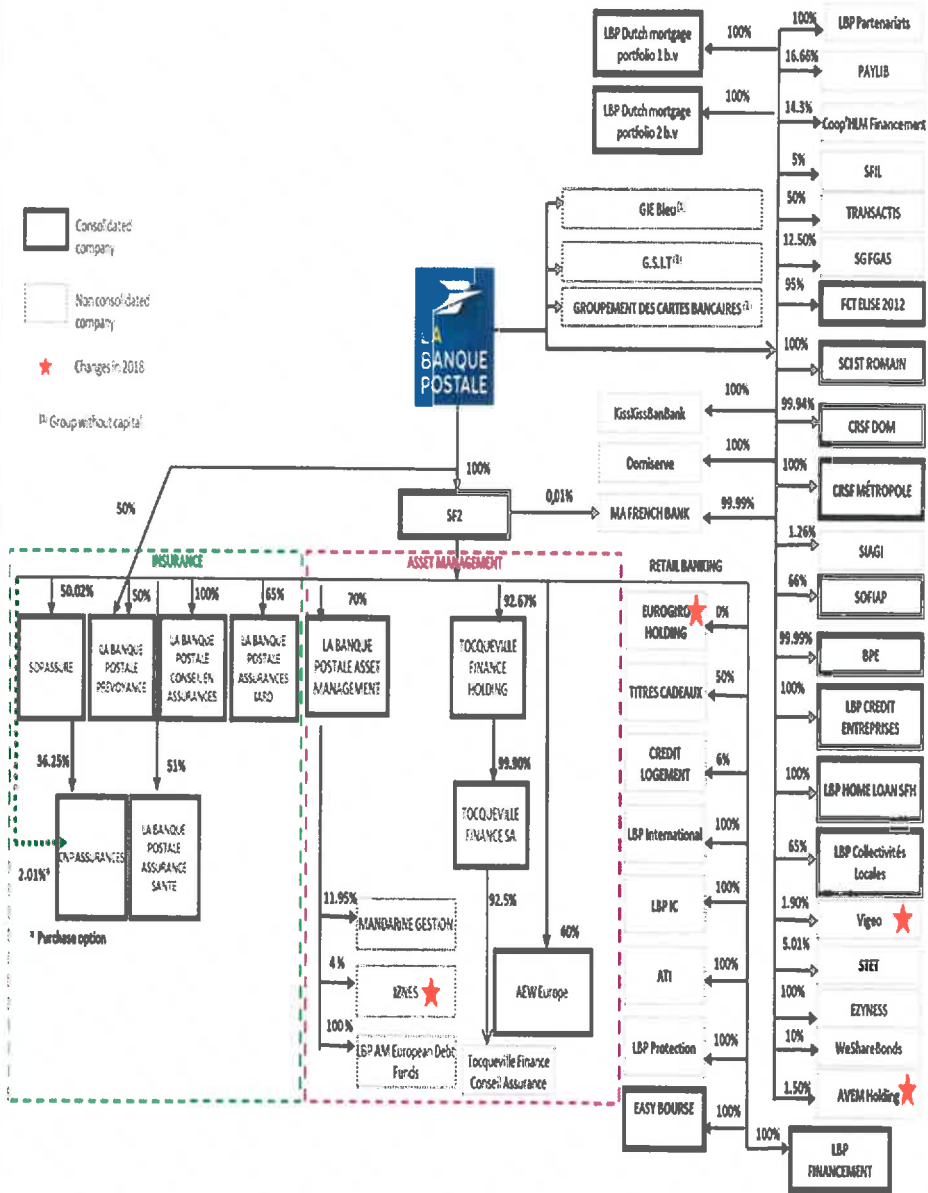 LBP Dutch mortgage
portfolio 1 b.v
100%
LBP Dutch mortgage
portfolio 2 b.v
100%
100%
LBP Partenariats
16.66%
PAYLIB
14.3%
Coop'HLM Financement
5%
SFIL
50%
TRANSACTIS
12.50%
SGFGAS
95%
FCT ELISE 2012
100%
SCI ST ROMAIN
99.94%
CRSF DOM
100%
CRSF MÉTROPOLE
1.26%
SIAGI
66%
SOFIAP
99.99%
BPE
100%
LBP CREDIT
ENTREPRISES
100%
LBP HOME LOAN SFH
65%
LBP Collectivités
Locales
1.90%
Vigeo
5.01%
STET
100%
EZYNESS
10%
WeShareBonds
1.50%
AVEM Holding
Consolidated
company
Non consolidated
company
Changes in 2018
(1) Group without capital
GIE Bleu (1)
G.S.I.T (1)
GROUPEMENT DES CARTES BANCAIRES (1)
LA
BANQUE
POSTALE
KissKissBankBank
100%
Domiserve
100%
MA FRENCH BANK
99.99%
100%
50%
SF2
0,01%
INSURANCE
50.02%
50%
100%
65%
SOPASSURE
LA BANQUE
POSTALE
PREVOYANCE
LA BANQUE
POSTALE
CONSEIL EN
ASSURANCES
LA BANQUE
POSTALE
ASSURANCES
IARD
36.25%
51%
CNP ASSURANCES
LA BANQUE
POSTALE
ASSURANCE
SANTE
2.01%
Purchase option
ASSET MANAGEMENT
70%
LA BANQUE
POSTALE ASSET
MANAGEMENT
92.67%
TOCQUEVILLE
FINANCE
HOLDING
99.90%
TOCQUEVILLE
FINANCE SA
92.5%
Tocqueville Finance
Conseil Assurance
11.95%
MANDARINE GESTION
4 %
IZNES
100 %
LBP AM European Debt
Funds
60%
AEW Europe
RETAIL BANKING
EUROGIRO
HOLDING
0%
TITRES CADEAUX
50%
CREDIT
LOGEMENT
6%
LBP International
100%
LBP IC
100%
ATI
100%
LBP Protection
100%
EASY BOURSE
100%
100%
LBP
FINANCEMENT